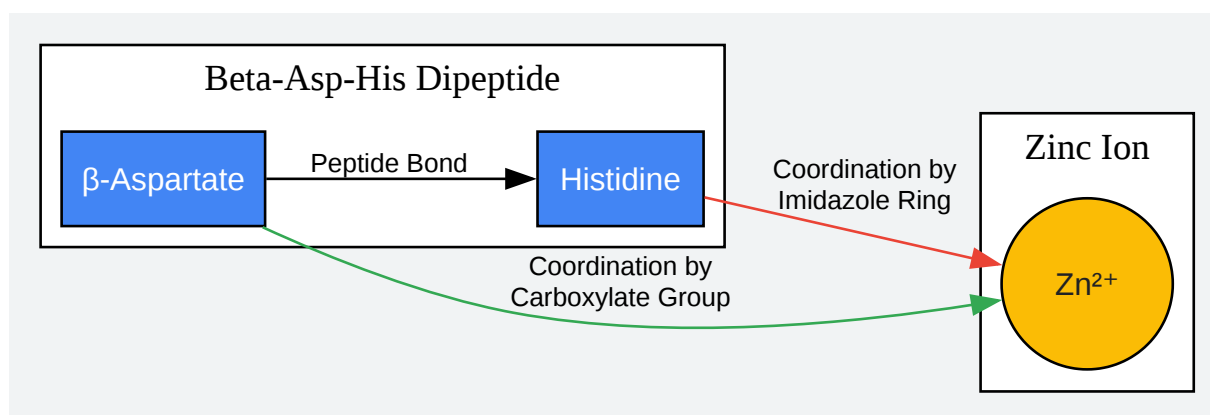 Beta-Asp-His Dipeptide
β-Aspartate
Peptide Bond
Histidine
Coordination by
Imidazole Ring
Coordination by
Carboxylate Group
Zinc Ion
Zn²⁺